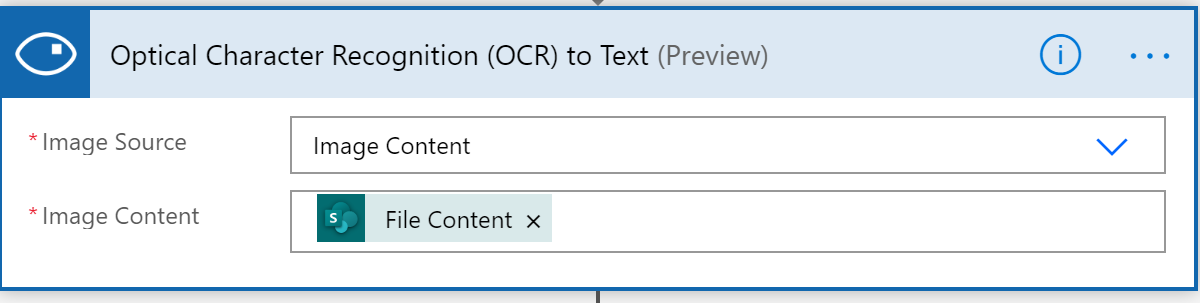 Optical Character Recognition (OCR) to Text (Preview)
i
* Image Source
Image Content
* Image Content
S
File Content ×